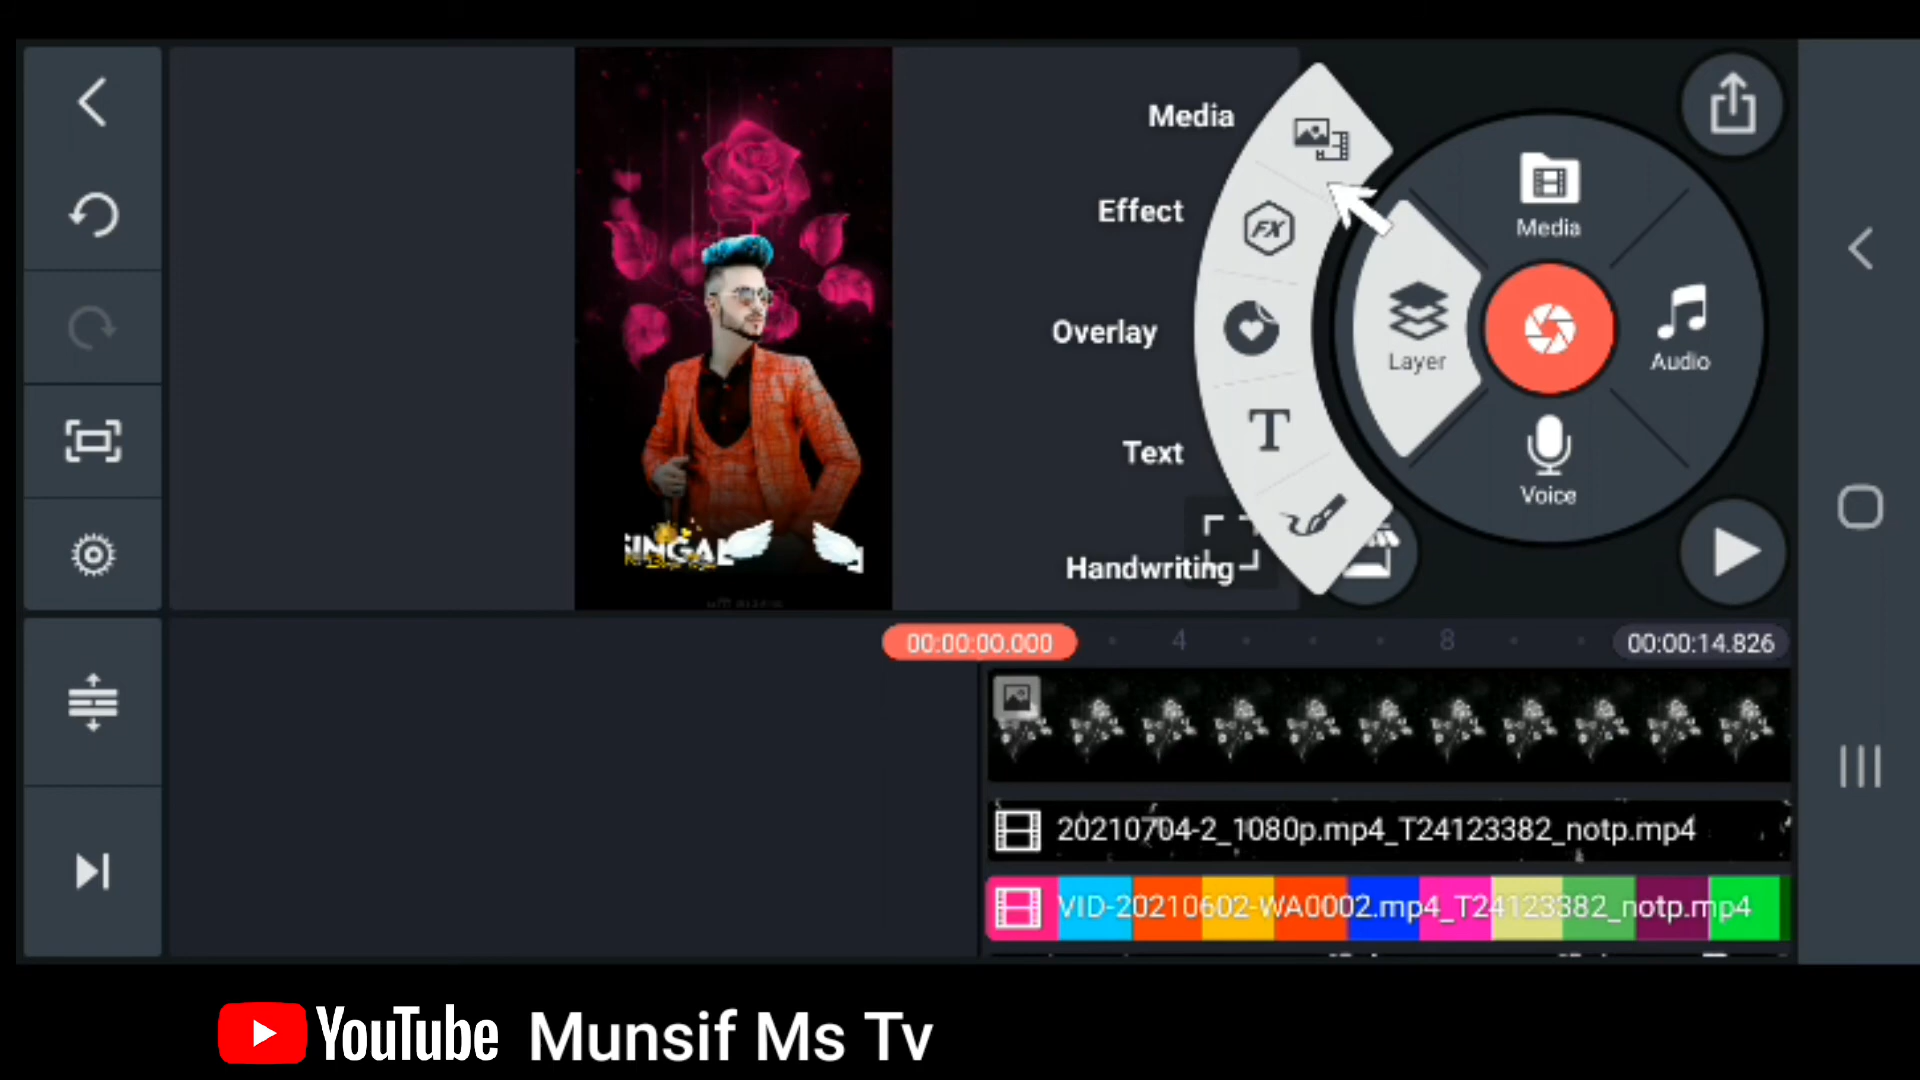 Media
Effect
Overlay
Text
Handwriting
FX
T
Media
Layer
Audio
Voice
00:00:00.000
4
8
00:00:14.826
20210704-2_1080p.mp4_T24123382_notp.mp4
VID-20210602-WA0002.mp4_T24123382_notp.mp4
YouTube Munsif Ms Tv